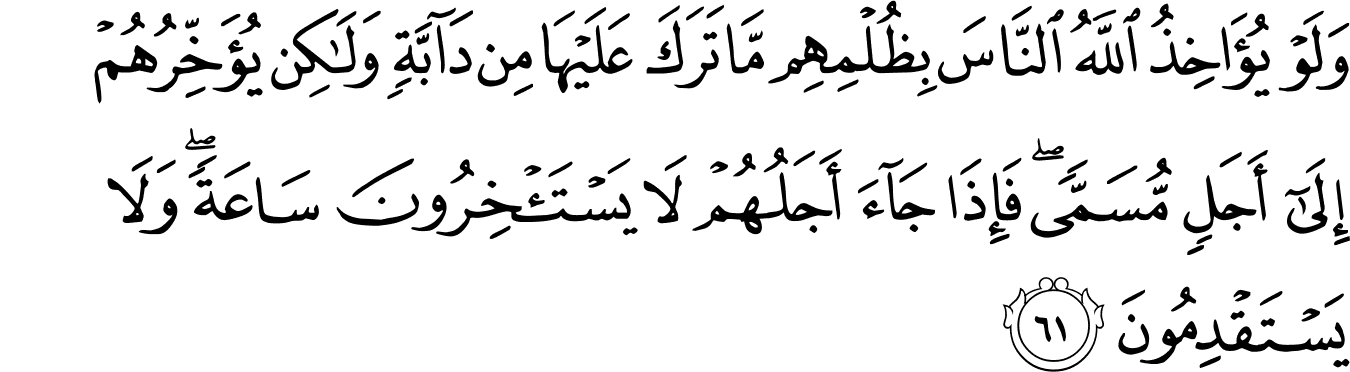 وَلَوْ يُؤَاخِذُ ٱللَّهُ ٱلنَّاسَ بِظُلْمِهِم مَّا تَرَكَ عَلَيْهَا مِن دَآبَّةٍ وَلَـٰكِن يُؤَخِّرُهُمْ
إِلَىٰٓ أَجَلٍ مُّسَمًّى ۖ فَإِذَا جَآءَ أَجَلُهُمْ لَا يَسْتَـْٔخِرُونَ سَاعَةً ۖ وَلَا
يَسْتَقْدِمُونَ ٦١